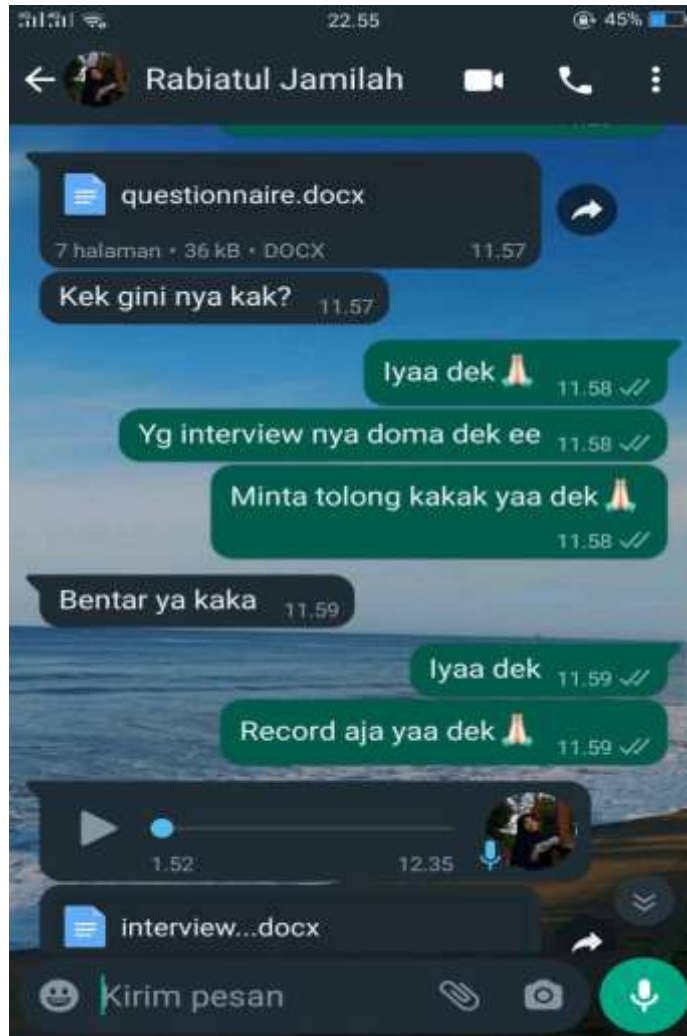 22.55
45%
Rabiatul Jamilah
questionnaire.docx
7 halaman • 36 kB • DOCX 11.57
Kek gini nya kak? 11.57
Iyaa dek 🙏🏻 11.58
Yg interview nya doma dek ee 11.58
Minta tolong kakak yaa dek 🙏🏻
11.58
Bentar ya kaka 11.59
Iyaa dek 11.59
Record aja yaa dek 🙏🏻 11.59
1.52 12.35
interview...docx
Kirim pesan